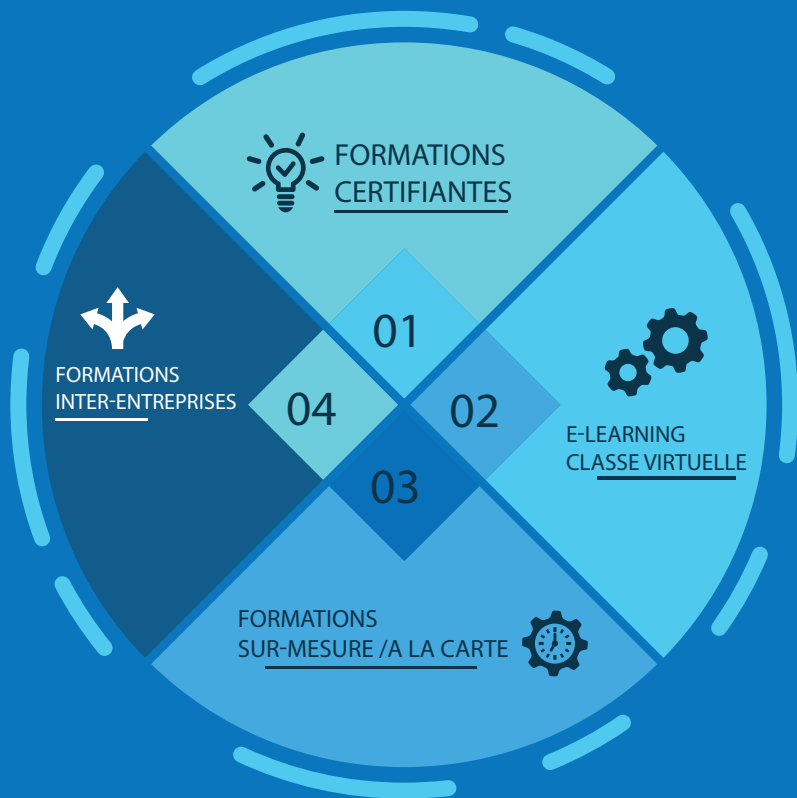 FORMATIONS
CERTIFIANTES
01
E-LEARNING
CLASSE VIRTUELLE
02
FORMATIONS
SUR-MESURE /A LA CARTE
03
FORMATIONS
INTER-ENTREPRISES
04